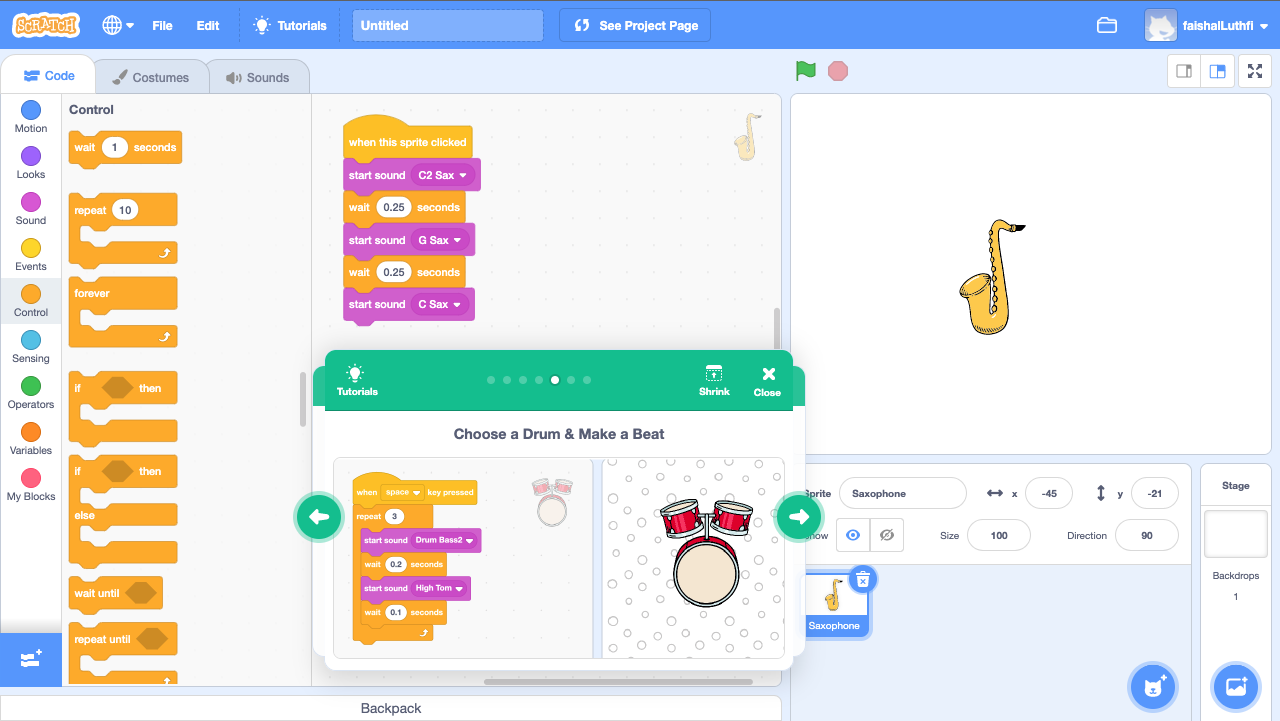 SCRATCH File Edit Tutorials Untitled See Project Page faishalLuthfi
Code Costumes Sounds
Motion
Looks
Sound
Events
Control
Sensing
Operators
Variables
My Blocks
Control
wait 1 seconds
repeat 10
forever
if then
if then
else
wait until
repeat until
when this sprite clicked
start sound C2 Sax
wait 0.25 seconds
start sound G Sax
wait 0.25 seconds
start sound C Sax
Tutorials Shrink Close
Choose a Drum & Make a Beat
when space key pressed
repeat 3
start sound Drum Bass2
wait 0.2 seconds
start sound High Tom
wait 0.1 seconds
Sprite Saxophone x -45 y -21
Show Size 100 Direction 90
Saxophone
Stage
Backdrops
1
Backpack